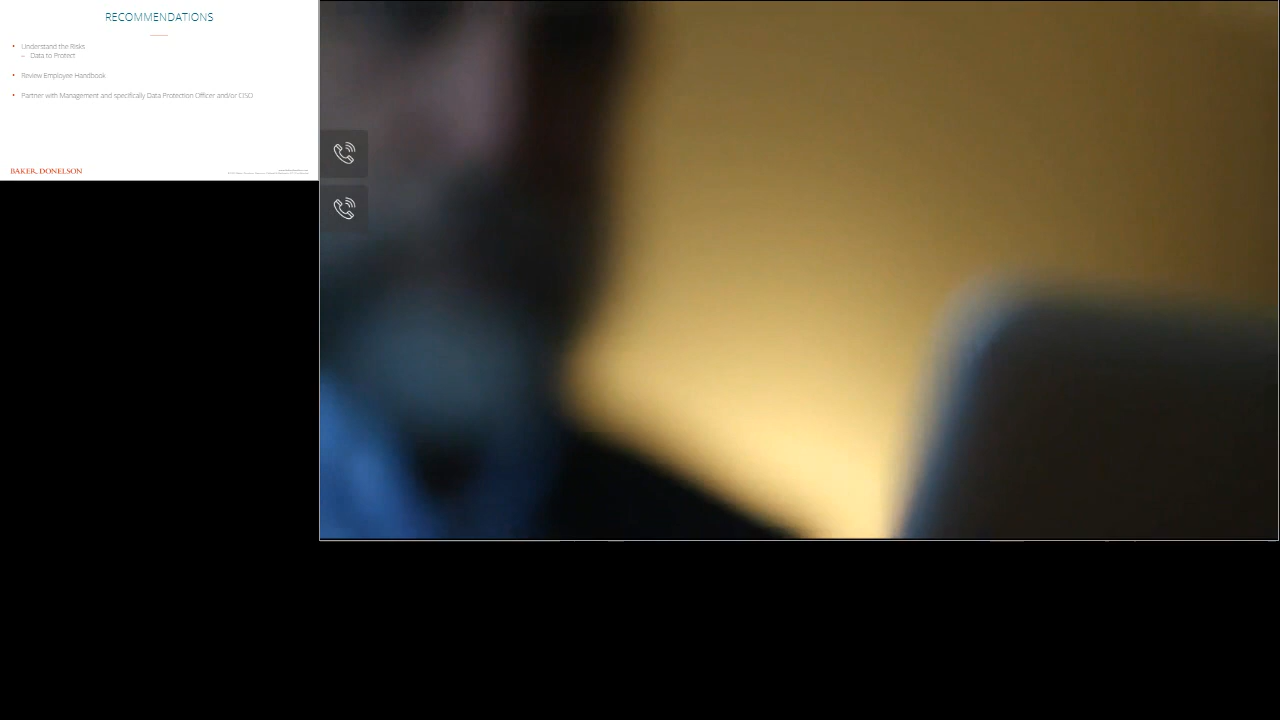 RECOMMENDATIONS
• Understand the Risks
– Data to Protect
• Review Employee Handbook
• Partner with Management and specifically Data Protection Officer and/or CISO
BAKER DONELSON